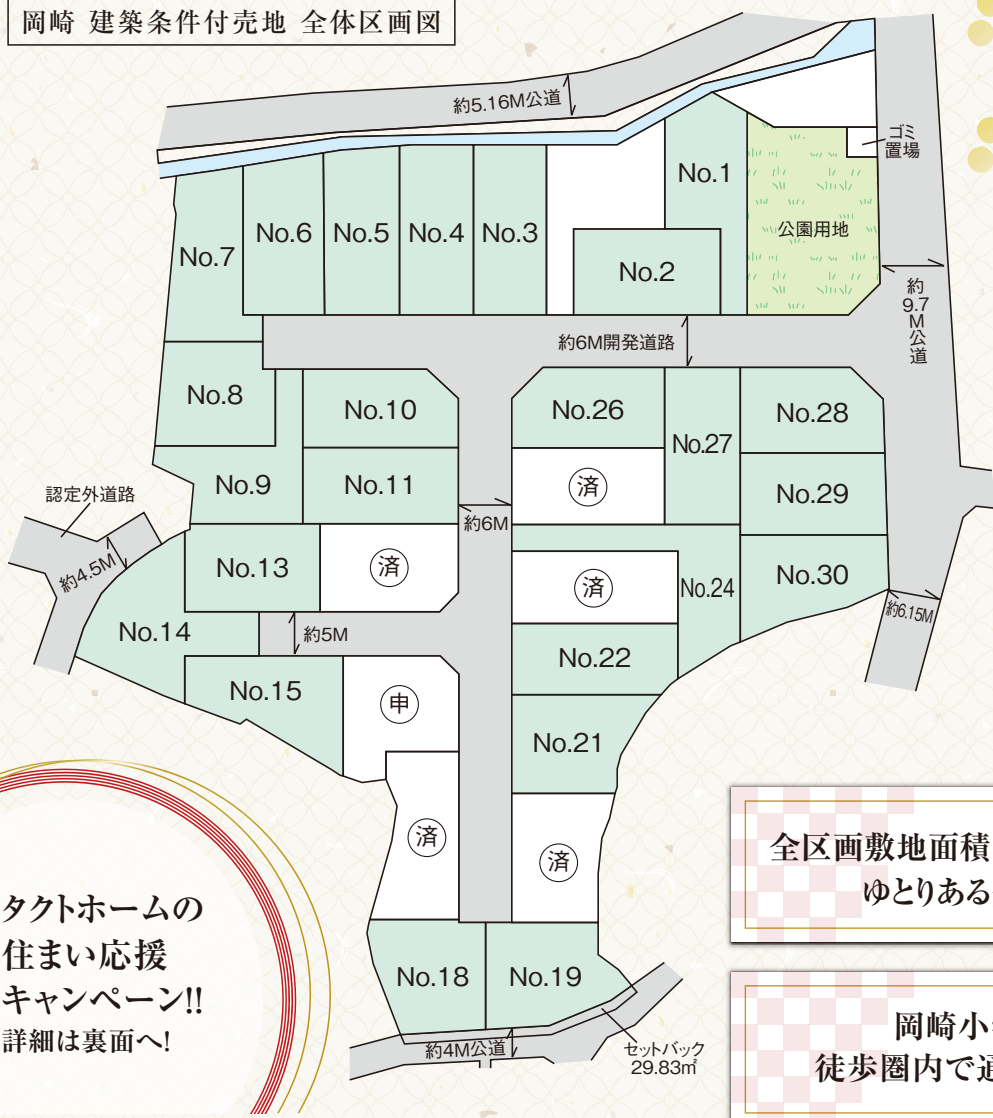 岡崎 建築条件付売地 全体区画図
約5.16M公道
ゴミ
置場
No.1
公園用地
No.7
No.6
No.5
No.4
No.3
No.2
約9.7M公道
約6M開発道路
No.8
No.10
No.26
No.27
No.28
No.9
No.11
済
No.29
認定外道路
約4.5M
約6M
No.13
済
済
No.24
No.30
約6.15M
No.14
約5M
No.22
No.15
申
No.21
済
済
No.18
No.19
約4M公道
セットバック
29.83㎡
タクトホームの
住まい応援
キャンペーン!!
詳細は裏面へ!
全区画敷地面積
ゆとりある
岡崎小
徒歩圏内で通